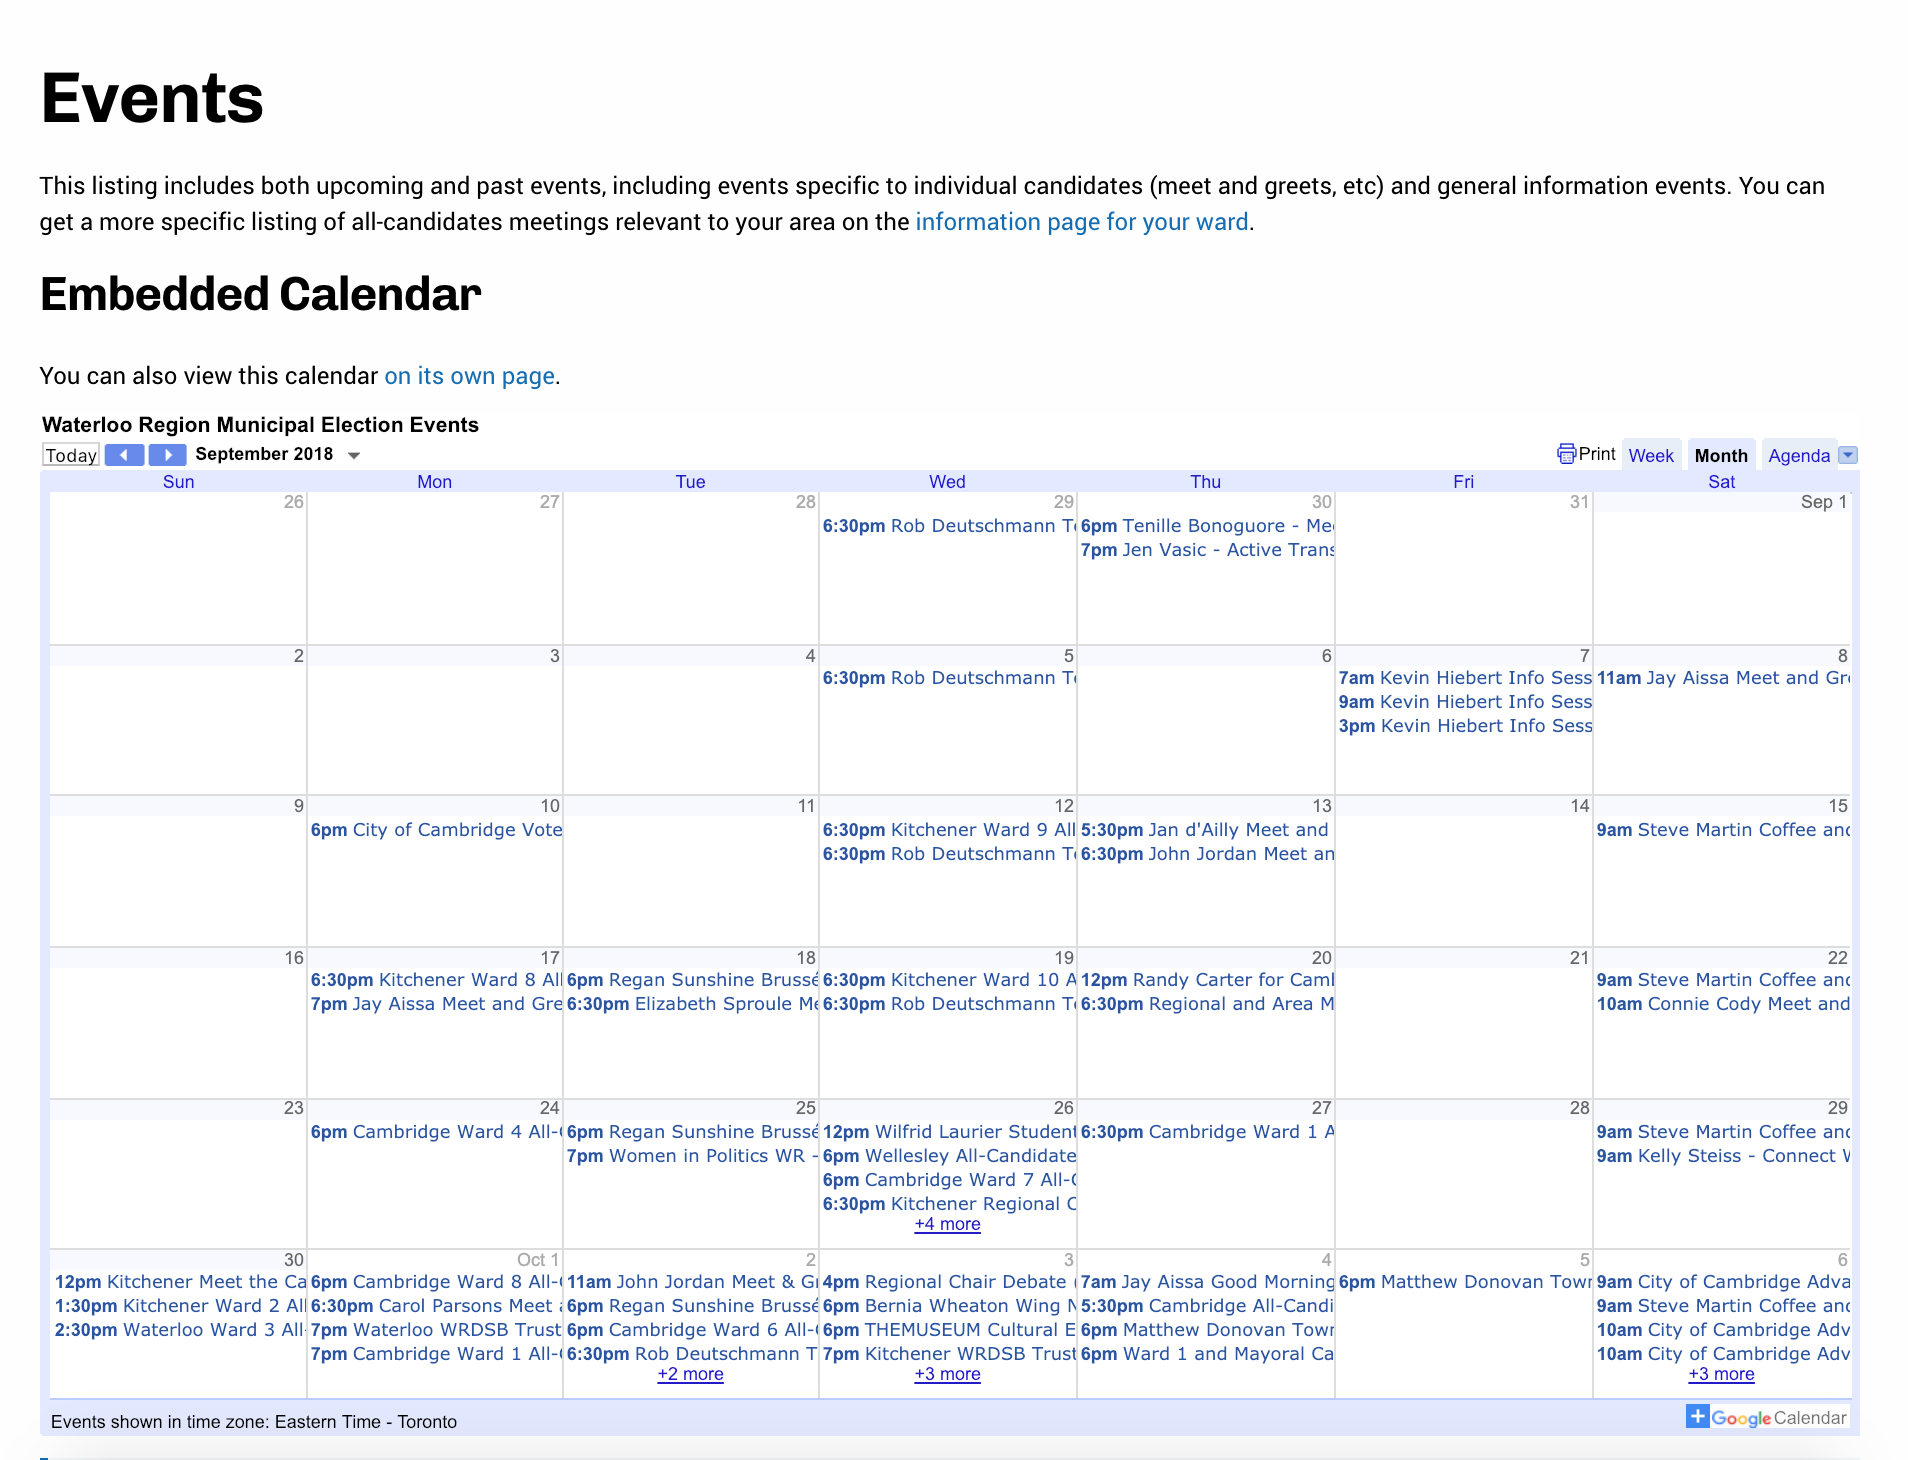 Events
This listing includes both upcoming and past events, including events specific to individual candidates (meet and greets, etc) and general information events. You can
get a more specific listing of all-candidates meetings relevant to your area on the information page for your ward.
Embedded Calendar
You can also view this calendar on its own page.
Waterloo Region Municipal Election Events
Today September 2018 Print Week Month Agenda
Sun Mon Tue Wed Thu Fri Sat
26 27 28 29 30 31 Sep 1
6:30pm Rob Deutschmann T 6pm Tenille Bonoguore - Me
7pm Jen Vasic - Active Trans
2 3 4 5 6 7 8
6:30pm Rob Deutschmann T 7am Kevin Hiebert Info Sess 11am Jay Aissa Meet and Gr
9am Kevin Hiebert Info Sess
3pm Kevin Hiebert Info Sess
9 10 11 12 13 14 15
6pm City of Cambridge Vote 6:30pm Kitchener Ward 9 All 5:30pm Jan d'Ailly Meet and 9am Steve Martin Coffee and
6:30pm Rob Deutschmann T 6:30pm John Jordan Meet an
16 17 18 19 20 21 22
6:30pm Kitchener Ward 8 All 6pm Regan Sunshine Brussé 6:30pm Kitchener Ward 10 A 12pm Randy Carter for Cam 9am Steve Martin Coffee and
7pm Jay Aissa Meet and Gre 6:30pm Elizabeth Sproule Me 6:30pm Rob Deutschmann T 6:30pm Regional and Area M 10am Connie Cody Meet and
23 24 25 26 27 28 29
6pm Cambridge Ward 4 All- 6pm Regan Sunshine Brussé 12pm Wilfrid Laurier Student 6:30pm Cambridge Ward 1 A 9am Steve Martin Coffee and
7pm Women in Politics WR - 6pm Wellesley All-Candidate 9am Kelly Steiss - Connect W
6pm Cambridge Ward 7 All-C
6:30pm Kitchener Regional C
+4 more
30 Oct 1 2 3 4 5 6
12pm Kitchener Meet the Ca 6pm Cambridge Ward 8 All- 11am John Jordan Meet & Gr 4pm Regional Chair Debate ( 7am Jay Aissa Good Morning 6pm Matthew Donovan Town 9am City of Cambridge Adva
1:30pm Kitchener Ward 2 All 6:30pm Carol Parsons Meet a 6pm Regan Sunshine Brussé 6pm Bernia Wheaton Wing N 5:30pm Cambridge All-Candi 9am Steve Martin Coffee and
2:30pm Waterloo Ward 3 All- 7pm Waterloo WRDSB Trust 6pm Cambridge Ward 6 All- 6pm THEMUSEUM Cultural E 6pm Matthew Donovan Town 10am City of Cambridge Adv
7pm Cambridge Ward 1 All- 6:30pm Rob Deutschmann T 7pm Kitchener WRDSB Trust 6pm Ward 1 and Mayoral Ca 10am City of Cambridge Adv
+2 more +3 more +3 more
Events shown in time zone: Eastern Time - Toronto
Google Calendar